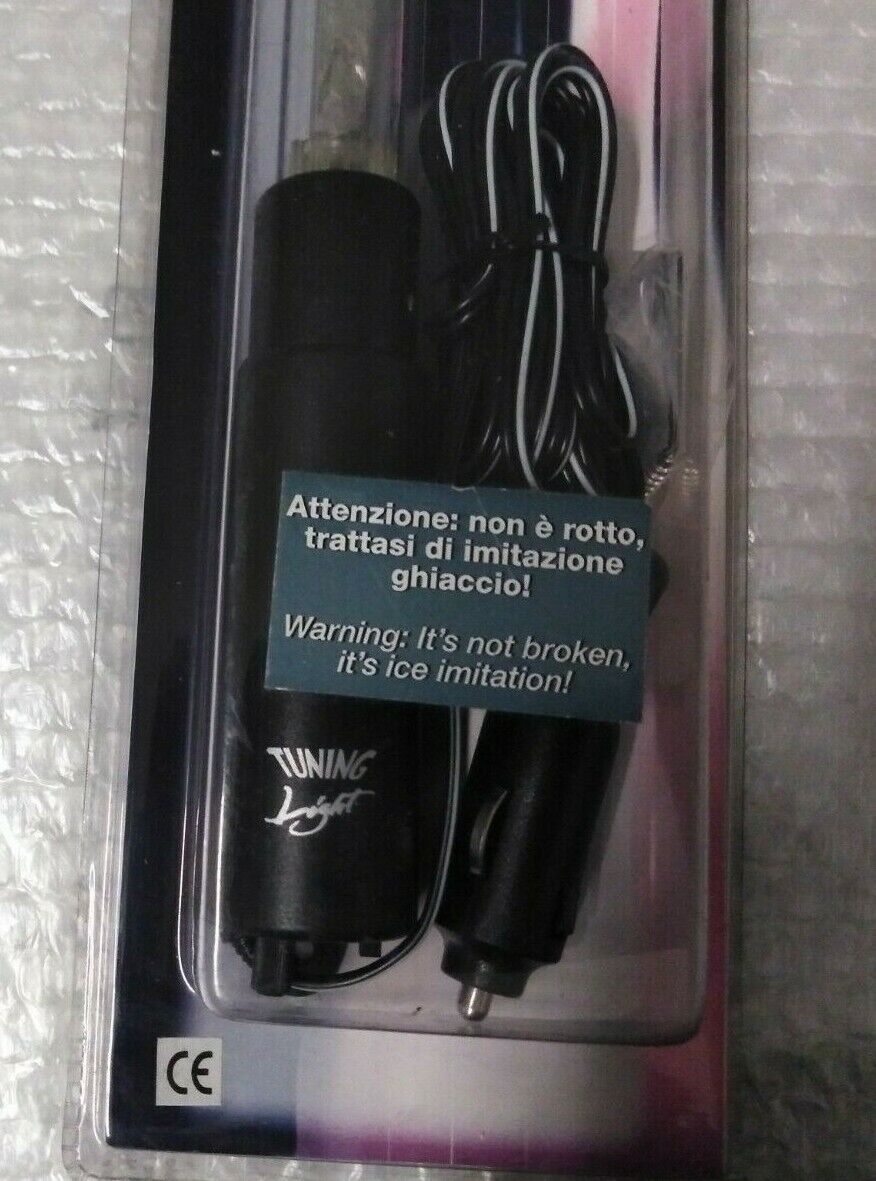 Attenzione: non è rotto,
trattasi di imitazione
ghiaccio!
Warning: It's not broken,
it's ice imitation!
TUNING
Light
CE